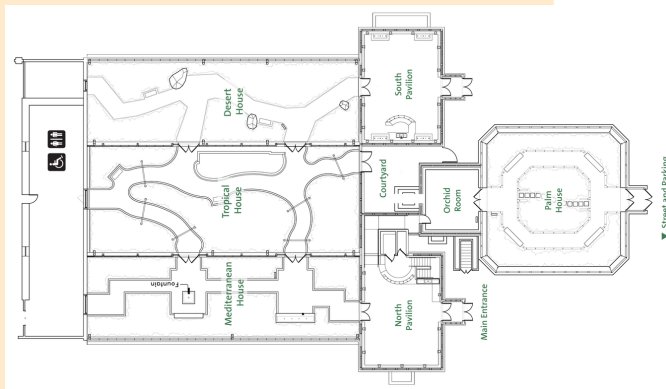 Desert
House
South
Pavilion
Tropical
House
Courtyard
Orchid
Room
Palm
House
Fountain
Mediterranean
House
North
Pavilion
Main Entrance
▼ Street and Parking